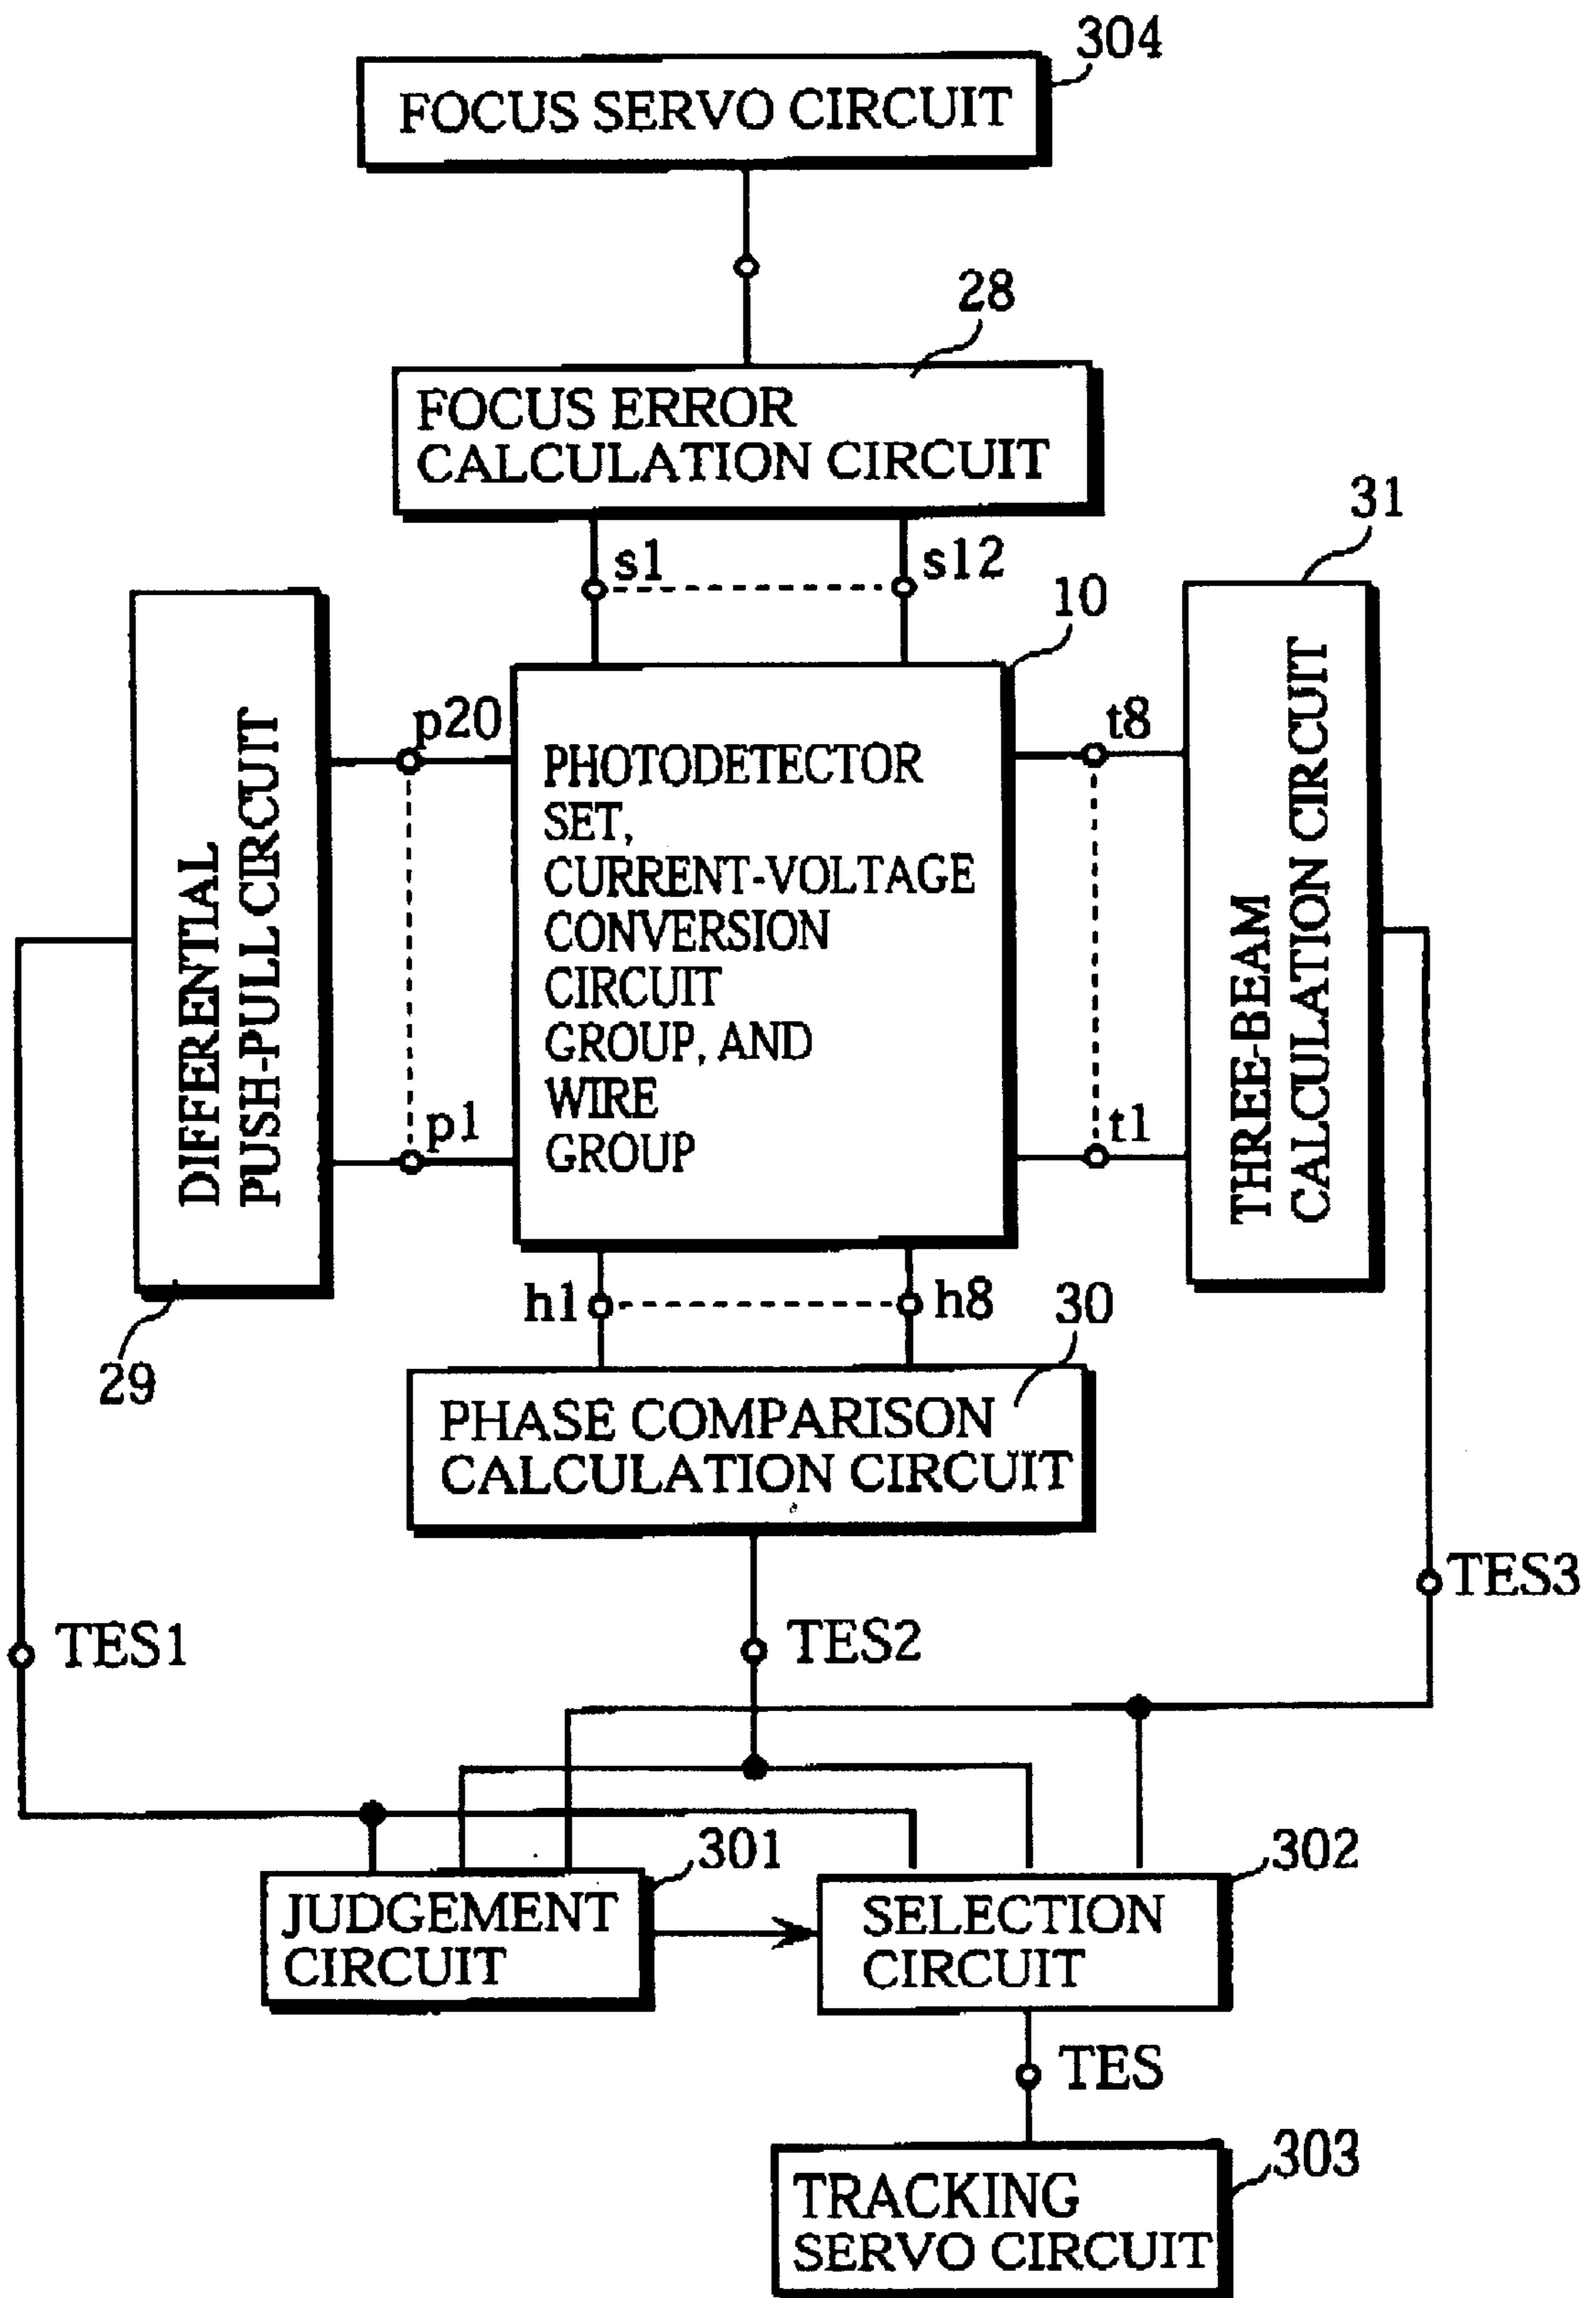 304
FOCUS SERVO CIRCUIT
28
FOCUS ERROR
CALCULATION CIRCUIT
31
s1
s12
10
p20
t8
DIFFERENTIAL
PUSH-PULL CIRCUIT
PHOTODETECTOR
SET,
CURRENT-VOLTAGE
CONVERSION
CIRCUIT
GROUP, AND
WIRE
GROUP
THREE-BEAM
CALCULATION CIRCUIT
p1
t1
h1
h8
30
29
PHASE COMPARISON
CALCULATION CIRCUIT
TES3
TES1
TES2
301
302
JUDGEMENT
CIRCUIT
SELECTION
CIRCUIT
TES
303
TRACKING
SERVO CIRCUIT